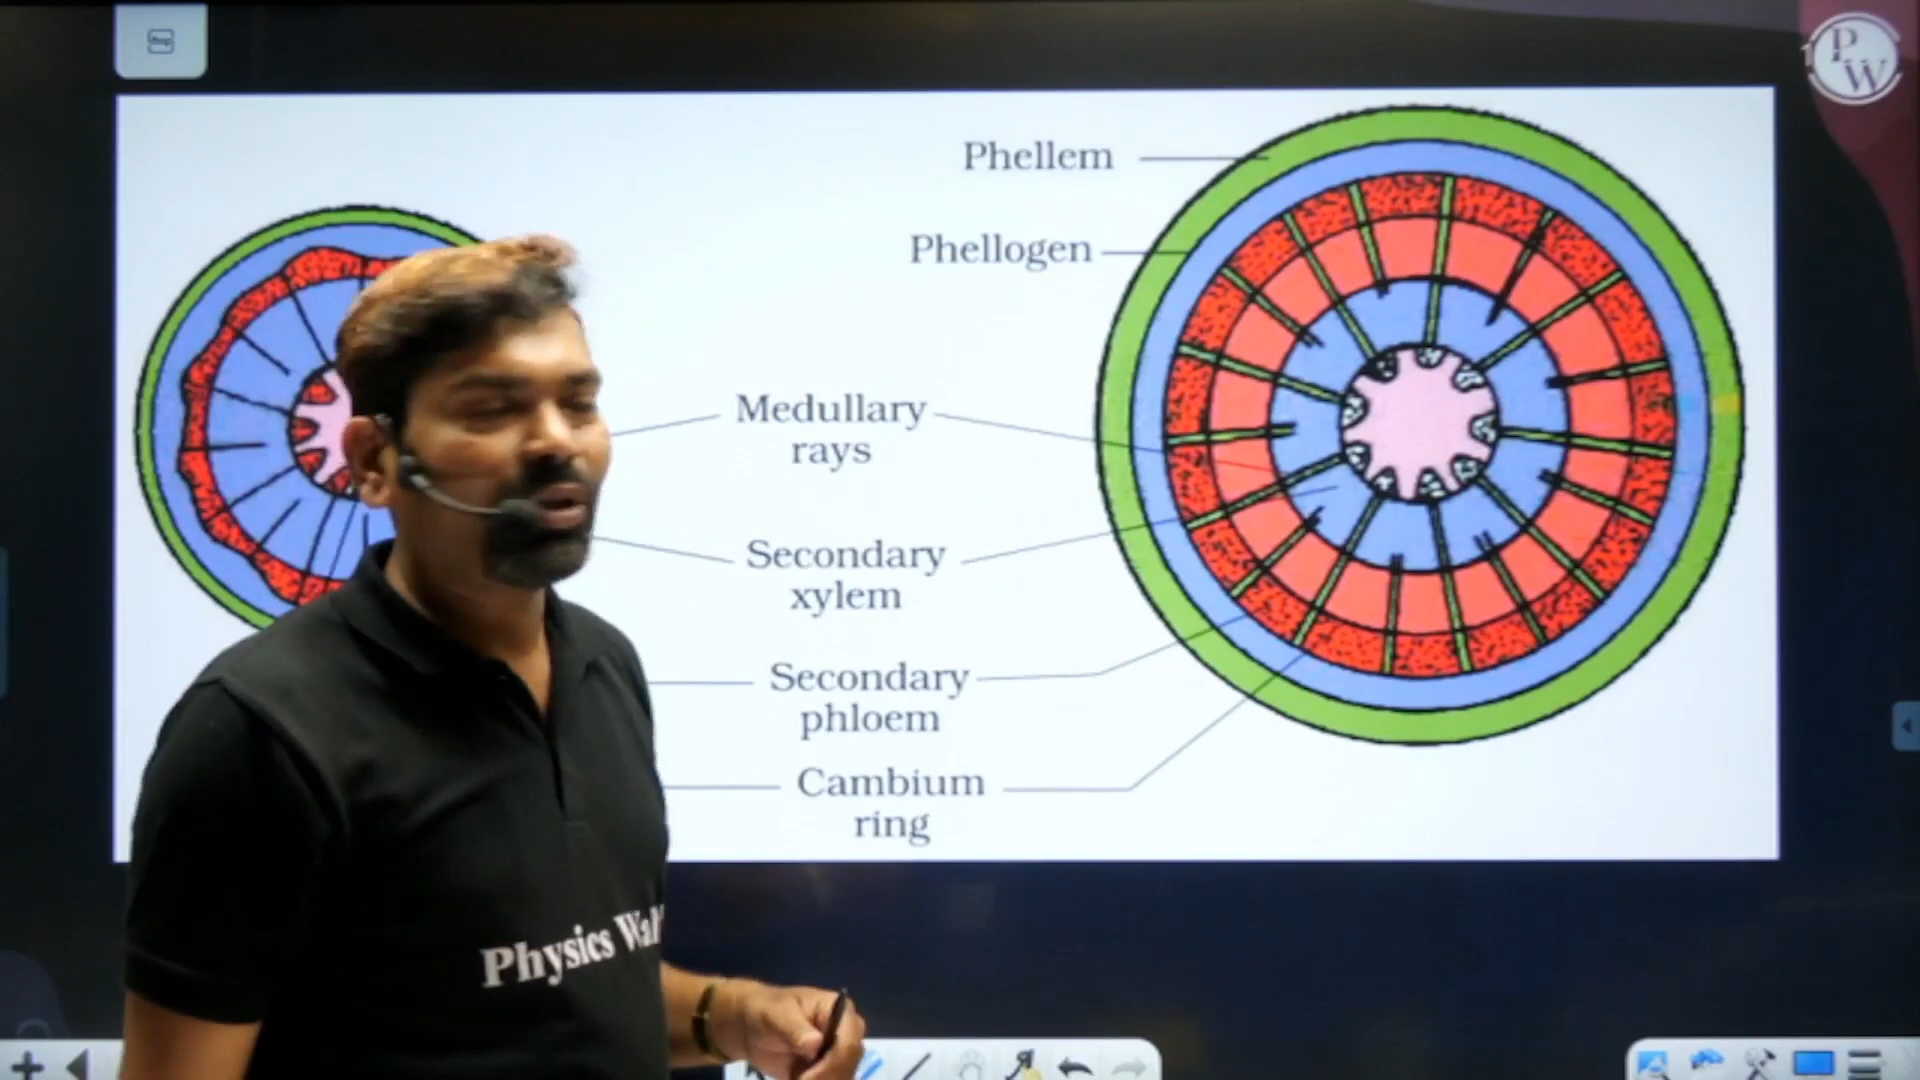 P
W
Phellem
Phellogen
Medullary
rays
Secondary
xylem
Secondary
phloem
Cambium
ring
Physics Wal